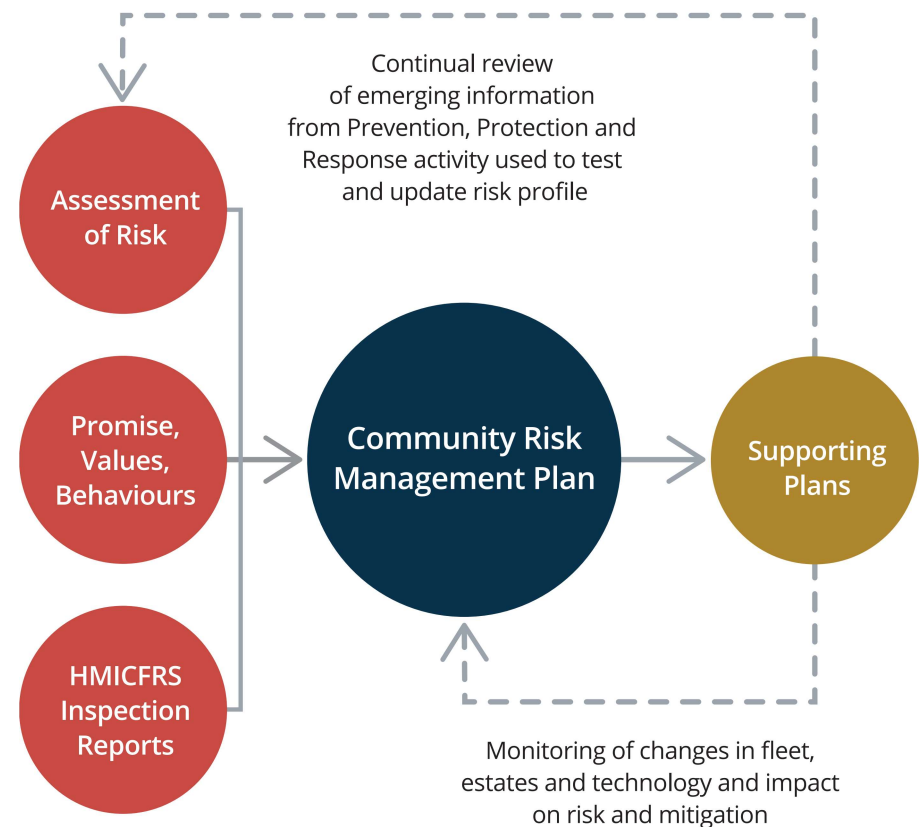 Continual review
of emerging information
from Prevention, Protection and
Response activity used to test
and update risk profile
Assessment
of Risk
Promise,
Values,
Behaviours
HMICFRS
Inspection
Reports
Community Risk
Management Plan
Supporting
Plans
Monitoring of changes in fleet,
estates and technology and impact
on risk and mitigation